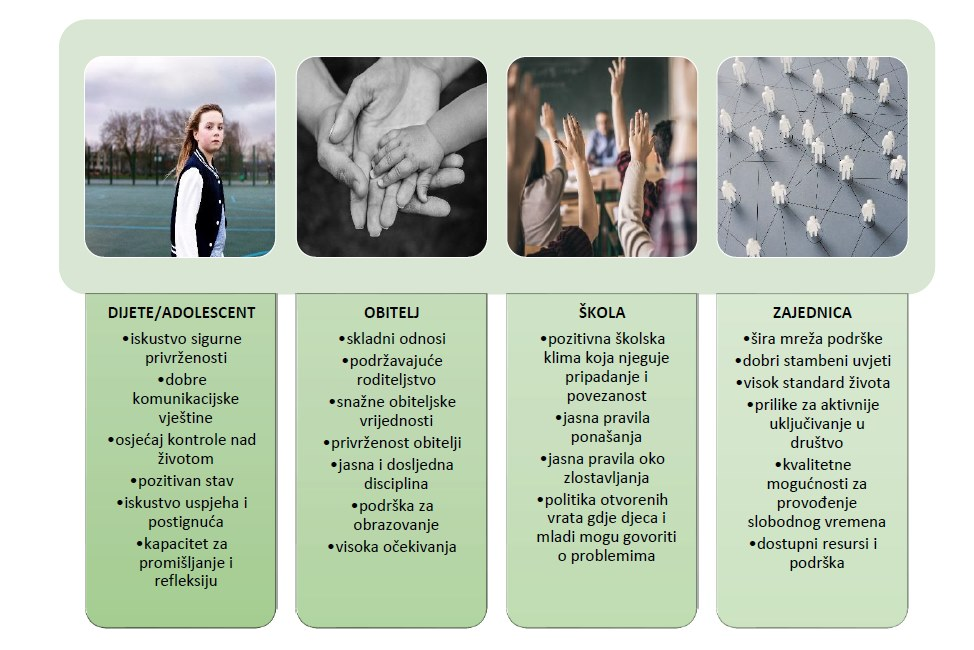 DIJETE/ADOLESCENT
•iskustvo sigurne
privrženosti
•dobre
komunikacijske
vještine
•osjećaj kontrole nad
životom
•pozitivan stav
•iskustvo uspjeha i
postignuća
•kapacitet za
promišljanje i
refleksiju
OBITELJ
•skladni odnosi
•podržavajuće
roditeljstvo
•snažne obiteljske
vrijednosti
•privrženost obitelji
•jasna i dosljedna
disciplina
•podrška za
obrazovanje
•visoka očekivanja
ŠKOLA
•pozitivna školska
klima koja njeguje
pripadanje i
povezanost
•jasna pravila
ponašanja
•jasna pravila oko
zlostavljanja
•politika otvorenih
vrata gdje djeca i
mladi mogu govoriti
o problemima
ZAJEDNICA
•šira mreža podrške
•dobri stambeni uvjeti
•visok standard života
•prilike za aktivnije
uključivanje u
društvo
•kvalitetne
mogućnosti za
provođenje
slobodnog vremena
•dostupni resursi i
podrška